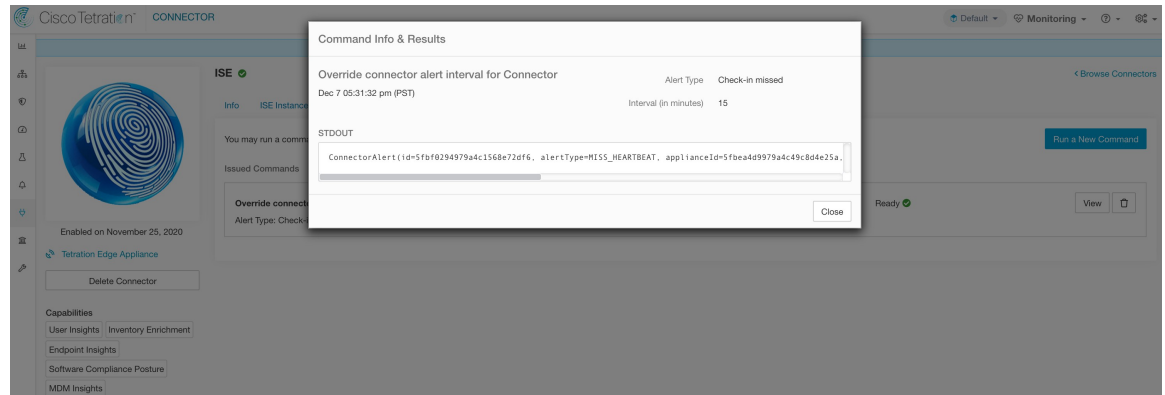 Cisco Tetration™ CONNECTOR
Default
Monitoring
Command Info & Results
Override connector alert interval for Connector
Dec 7 05:31:32 pm (PST)
Alert Type Check-in missed
Interval (in minutes) 15
STDOUT
ConnectorAlert(id=5fbf0294979a4c1568e72df6, alertType=MISS_HEARTBEAT, applianceId=5fbea4d9979a4c49c8d4e25a.
Close
ISE
Browse Connectors
Info ISE Instance
You may run a comm
Run a New Command
Issued Commands
Override connect
Alert Type: Check-
Ready
View
Enabled on November 25, 2020
Tetration Edge Appliance
Delete Connector
Capabilities
User Insights Inventory Enrichment
Endpoint Insights
Software Compliance Posture
MDM Insights